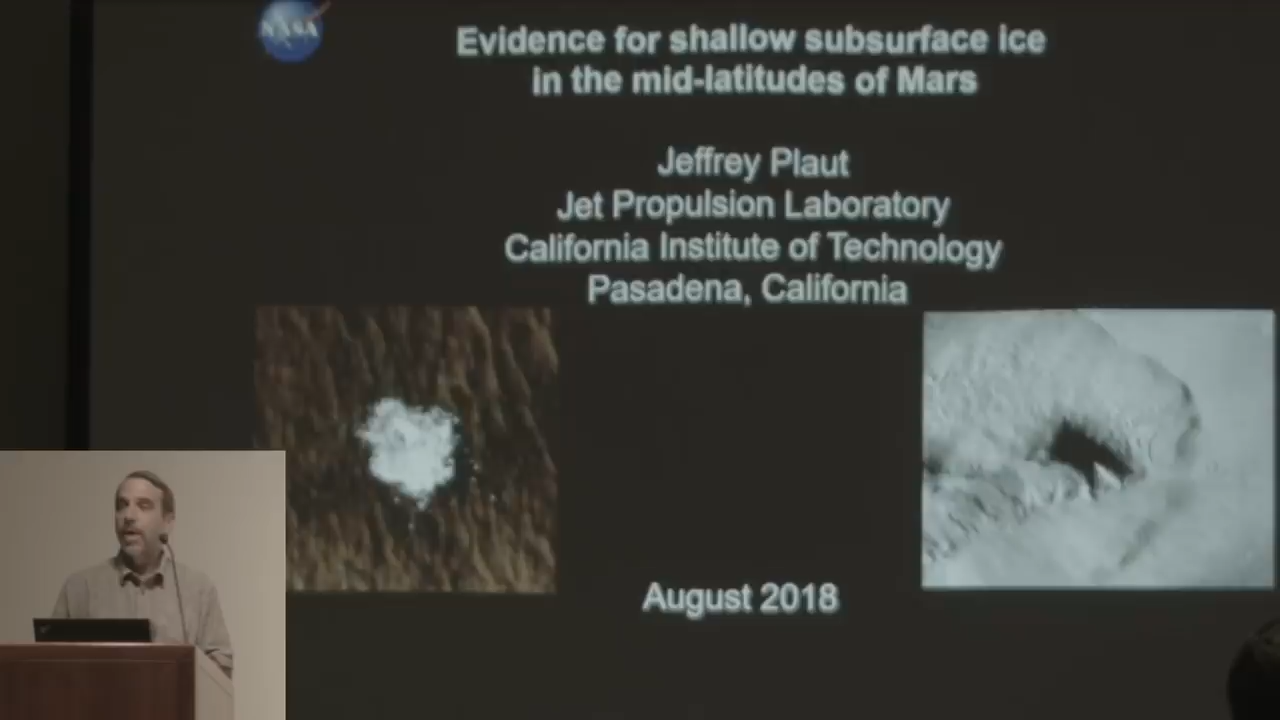 NASA
Evidence for shallow subsurface ice
in the mid-latitudes of Mars
Jeffrey Plaut
Jet Propulsion Laboratory
California Institute of Technology
Pasadena, California
August 2018